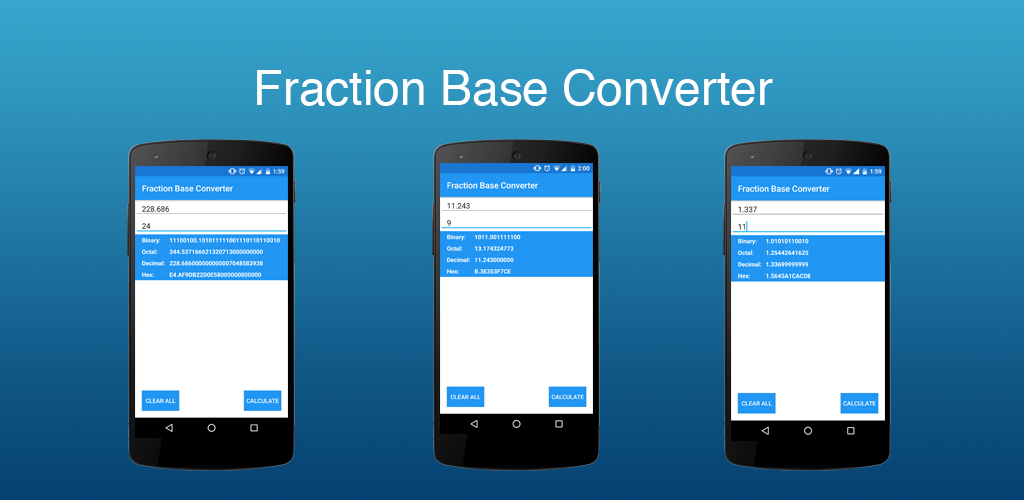 Fraction Base Converter
1:59
Fraction Base Converter
228.686
24
Binary: 11100100.101011111001110110110010
Octal: 344.537166621320713000000000
Decimal: 228.686000000000007048583938
Hex: E4.AF9DB22D0E58000000000000
CLEAR ALL
CALCULATE
2:00
Fraction Base Converter
11.243
9
Binary: 1011.001111100
Octal: 13.174324773
Decimal: 11.243000000
Hex: B.3E353F7CE
CLEAR ALL
CALCULATE
1:59
Fraction Base Converter
1.337
11
Binary: 1.01010110010
Octal: 1.25442641625
Decimal: 1.33699999999
Hex: 1.5645A1CAC08
CLEAR ALL
CALCULATE